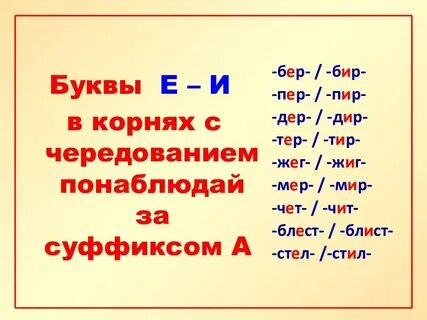 Буквы Е – И
в корнях с
чередованием
понаблюдай
за
суффиксом А
-бер- / -бир-
-пер- / -пир-
-дер- / -дир-
-тер- / -тир-
-жег- / -жиг-
-мер- / -мир-
-чет- / -чит-
-блест- / -блист-
-стел- / -стил-